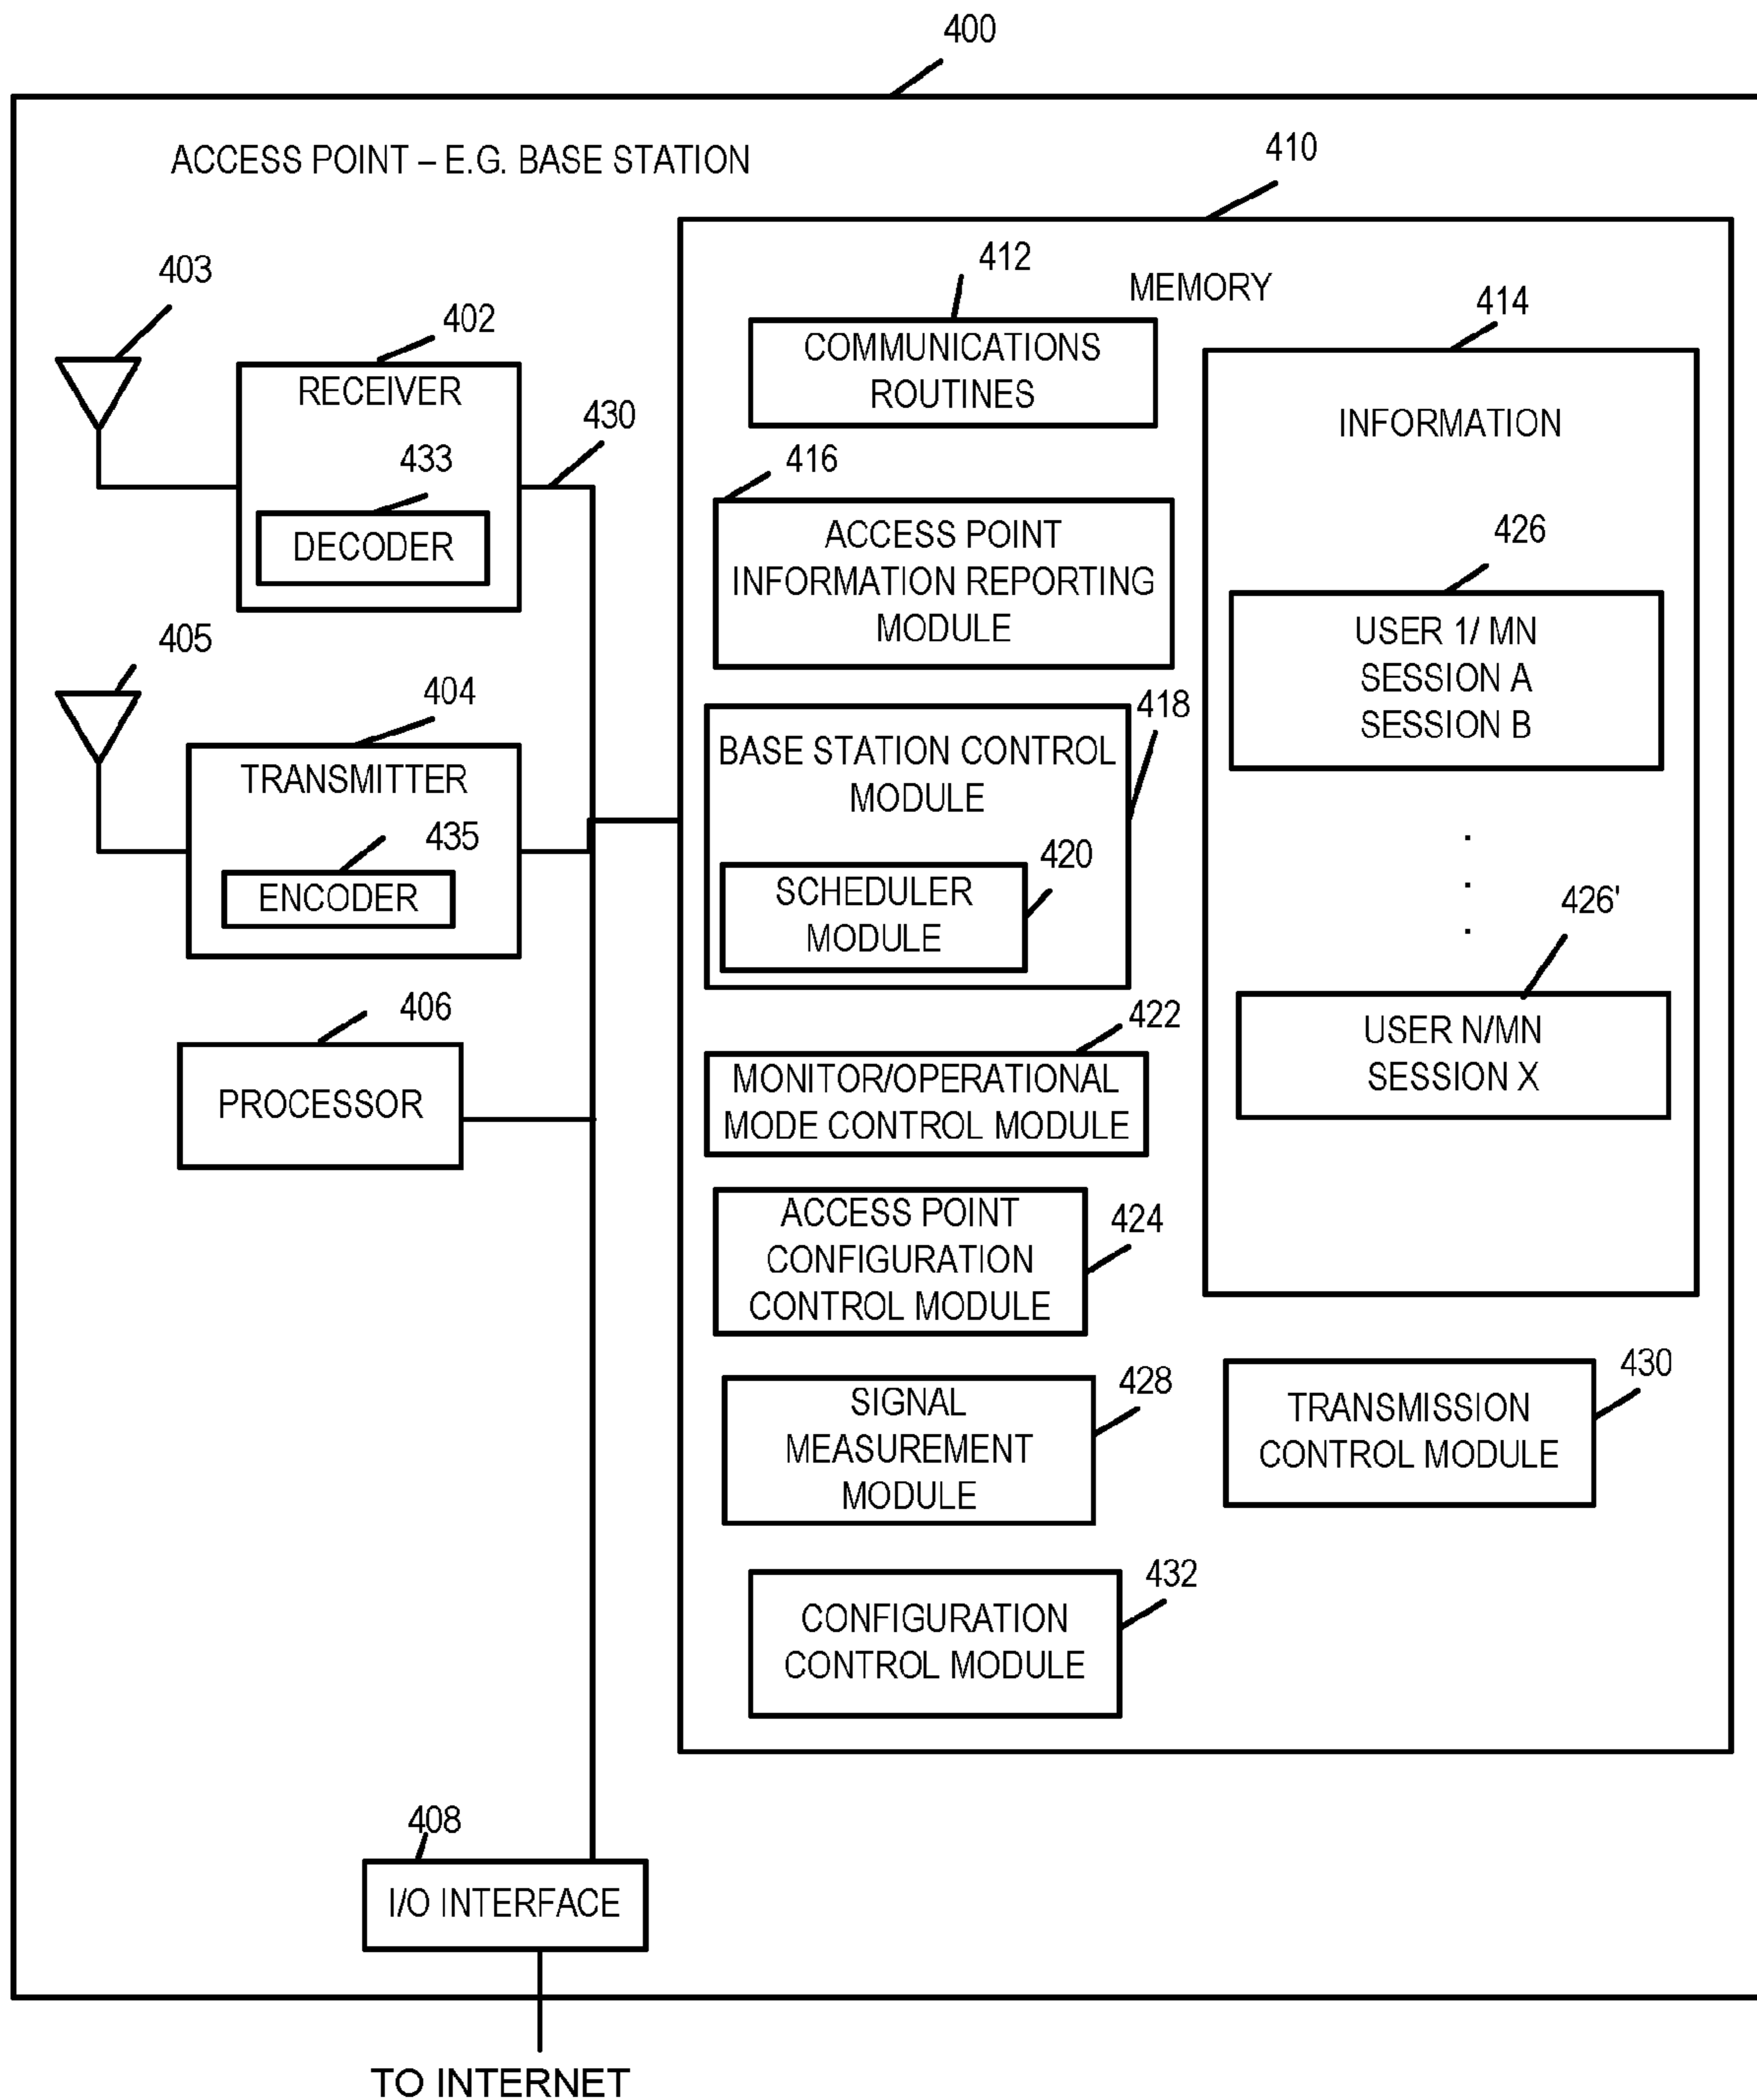 400
ACCESS POINT – E.G. BASE STATION
410
403
402
RECEIVER
433
DECODER
430
405
404
TRANSMITTER
435
ENCODER
406
PROCESSOR
408
I/O INTERFACE
TO INTERNET
MEMORY
412
COMMUNICATIONS
ROUTINES
416
ACCESS POINT
INFORMATION REPORTING
MODULE
418
BASE STATION CONTROL
MODULE
420
SCHEDULER
MODULE
422
MONITOR/OPERATIONAL
MODE CONTROL MODULE
424
ACCESS POINT
CONFIGURATION
CONTROL MODULE
428
SIGNAL
MEASUREMENT
MODULE
432
CONFIGURATION
CONTROL MODULE
414
INFORMATION
426
USER 1/ MN
SESSION A
SESSION B
.
.
.
426'
USER N/MN
SESSION X
430
TRANSMISSION
CONTROL MODULE